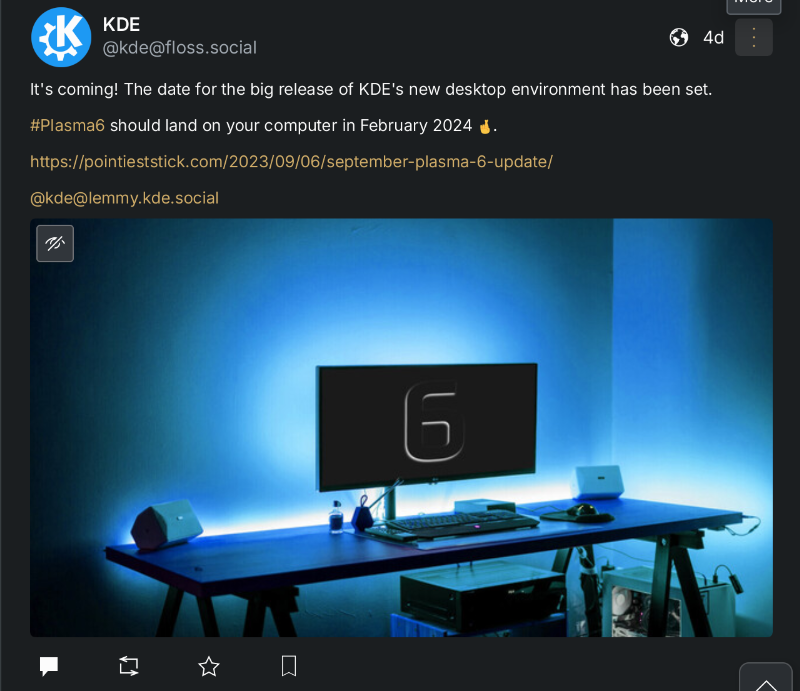 More
KDE
@kde@floss.social
4d
It's coming! The date for the big release of KDE's new desktop environment has been set.
#Plasma6 should land on your computer in February 2024 🤞.
https://pointieststick.com/2023/09/06/september-plasma-6-update/
@kde@lemmy.kde.social
6